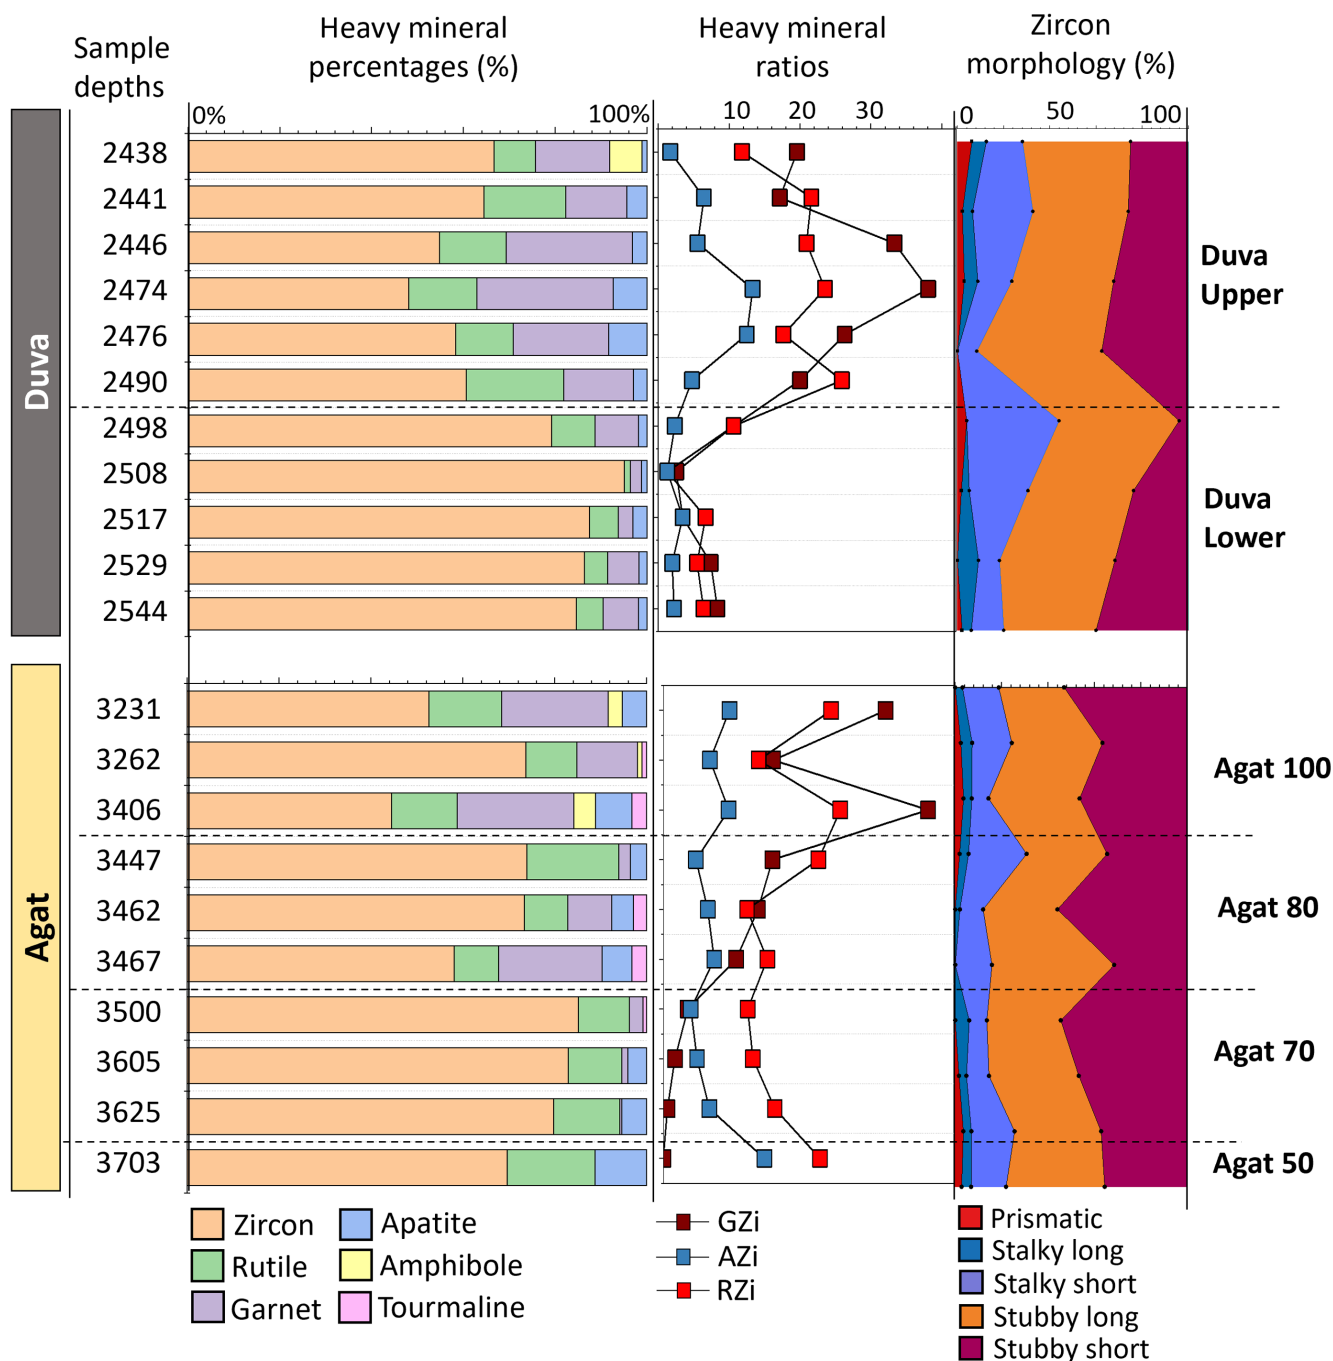 Sample
depths
Heavy mineral
percentages (%)
Heavy mineral
ratios
Zircon
morphology (%)
0%
100%
10
20
30
0
50
100
Duva
2438
2441
2446
2474
2476
2490
2498
2508
2517
2529
2544
Duva
Upper
Duva
Lower
Agat
3231
3262
3406
3447
3462
3467
3500
3605
3625
3703
Agat 100
Agat 80
Agat 70
Agat 50
Zircon
Rutile
Garnet
Apatite
Amphibole
Tourmaline
GZi
AZi
RZi
Prismatic
Stalky long
Stalky short
Stubby long
Stubby short